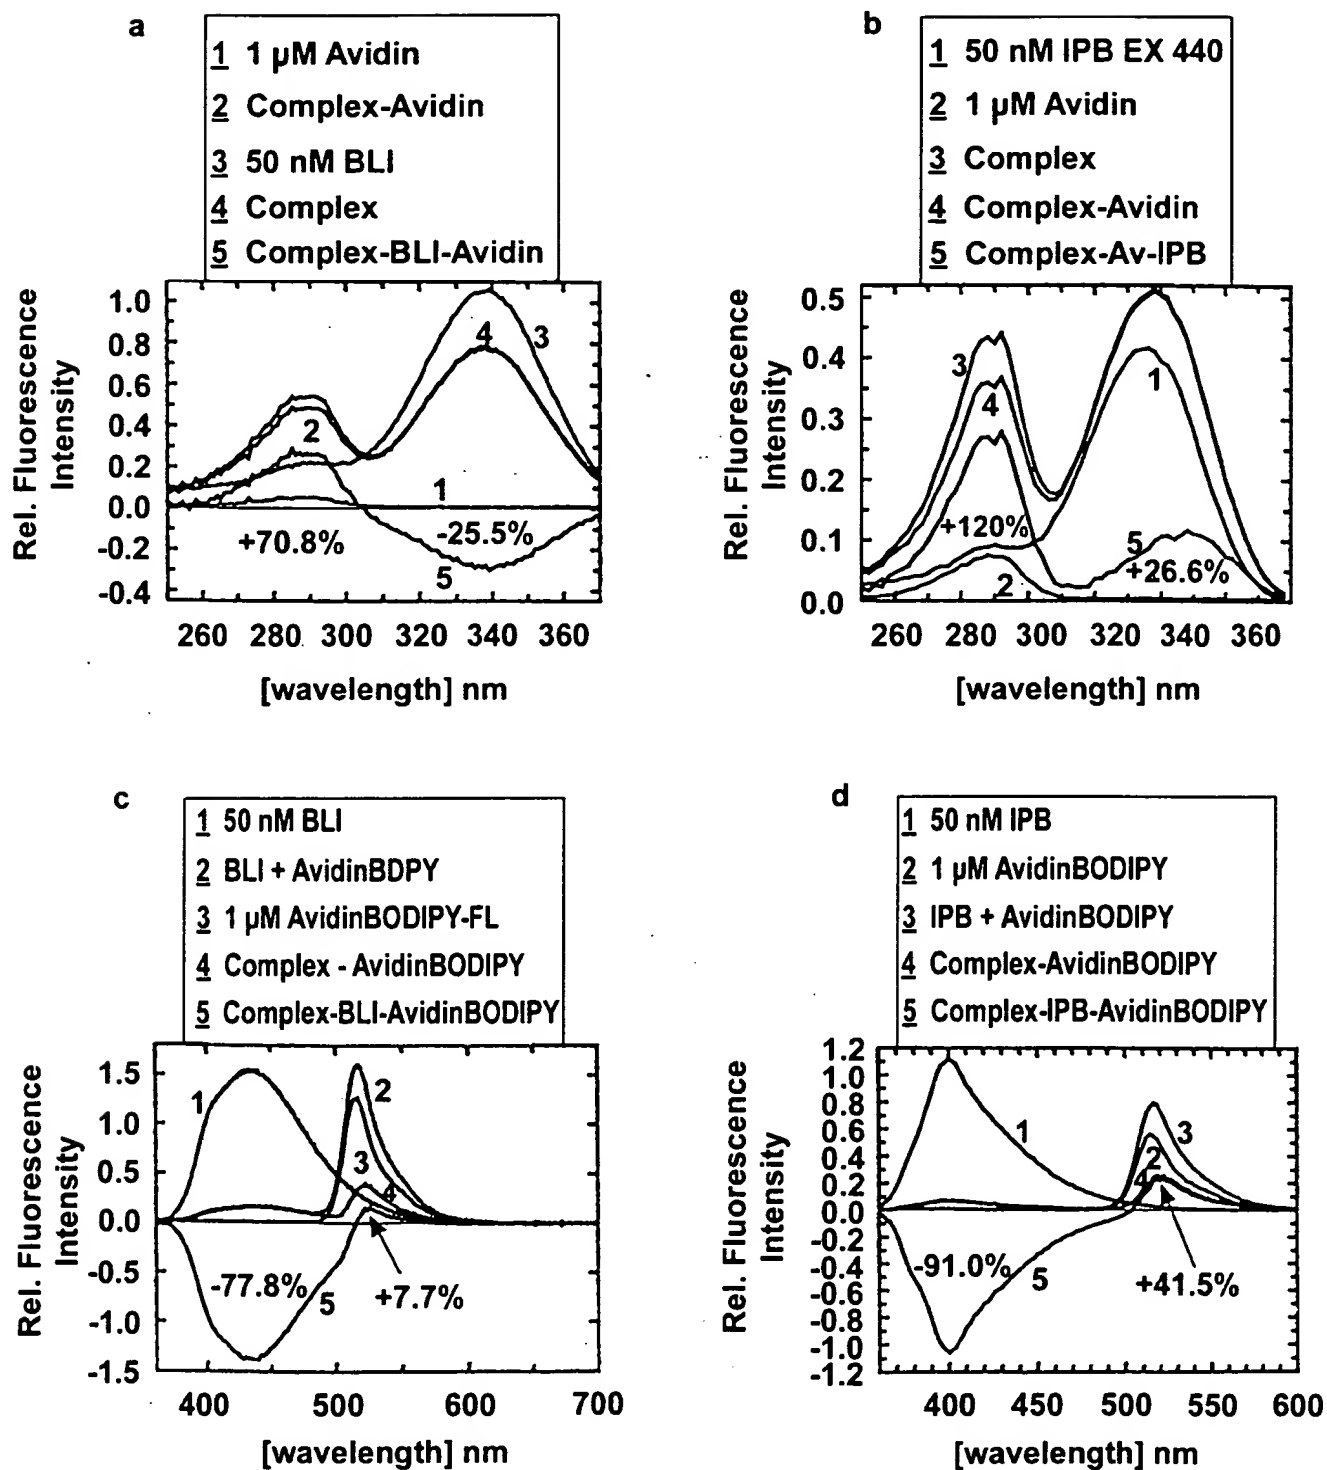 a
1 1 µM Avidin
2 Complex-Avidin
3 50 nM BLI
4 Complex
5 Complex-BLI-Avidin
Rel. Fluorescence
Intensity
1.0
0.8
0.6
0.4
0.2
0.0
-0.2
-0.4
4
3
2
1
+70.8%
-25.5%
5
260 280 300 320 340 360
[wavelength] nm
b
1 50 nM IPB EX 440
2 1 µM Avidin
3 Complex
4 Complex-Avidin
5 Complex-Av-IPB
Rel. Fluorescence
Intensity
0.5
0.4
0.3
0.2
0.1
0.0
3
4
1
+120%
5
+26.6%
2
260 280 300 320 340 360
[wavelength] nm
c
1 50 nM BLI
2 BLI + AvidinBDPY
3 1 µM AvidinBODIPY-FL
4 Complex - AvidinBODIPY
5 Complex-BLI-AvidinBODIPY
Rel. Fluorescence
Intensity
1.5
1.0
0.5
0.0
-0.5
-1.0
-1.5
1
2
3
4
-77.8%
5
+7.7%
400 500 600 700
[wavelength] nm
d
1 50 nM IPB
2 1 µM AvidinBODIPY
3 IPB + AvidinBODIPY
4 Complex-AvidinBODIPY
5 Complex-IPB-AvidinBODIPY
Rel. Fluorescence
Intensity
1.2
1.0
0.8
0.6
0.4
0.2
0.0
-0.2
-0.4
-0.6
-0.8
-1.0
-1.2
1
3
2
4
-91.0%
5
+41.5%
400 450 500 550 600
[wavelength] nm